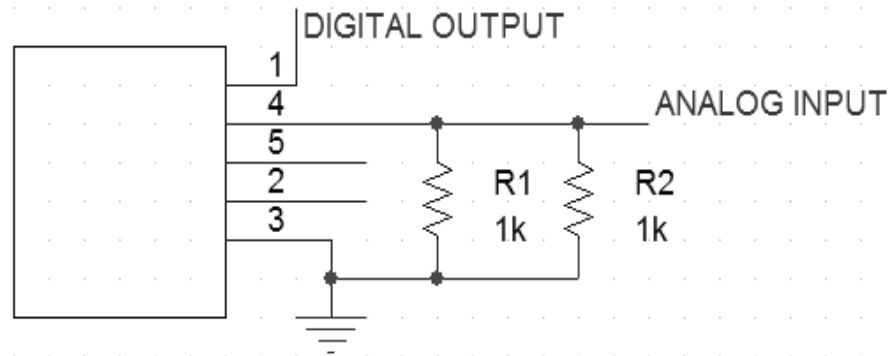 DIGITAL OUTPUT
1
4
ANALOG INPUT
5
2
R1
R2
3
1k
1k